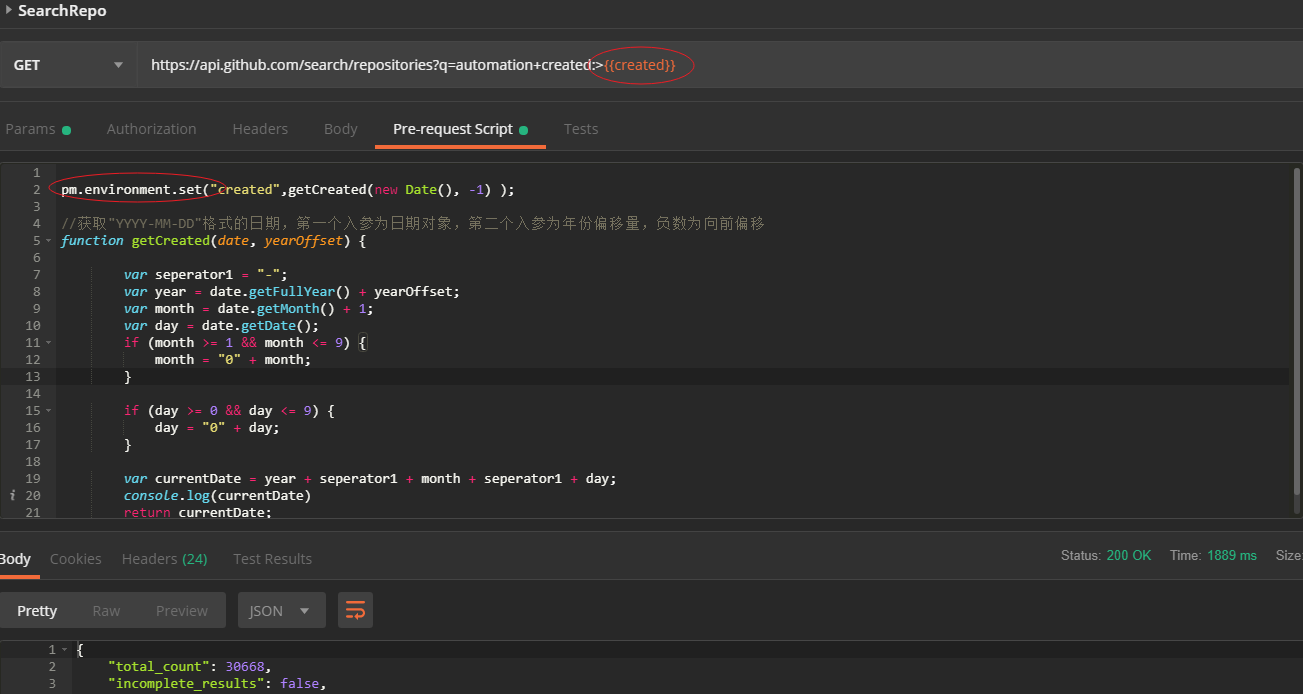 SearchRepo
GET https://api.github.com/search/repositories?q=automation+created:>{{created}}
Params Authorization Headers Body Pre-request Script Tests
1
2 pm.environment.set("created",getCreated(new Date(), -1) );
3
4 //获取"YYYY-MM-DD"格式的日期，第一个入参为日期对象，第二个入参为年份偏移量，负数为向前偏移
5 function getCreated(date, yearOffset) {
6
7 var seperator1 = "-";
8 var year = date.getFullYear() + yearOffset;
9 var month = date.getMonth() + 1;
10 var day = date.getDate();
11 if (month >= 1 && month <= 9) {
12 month = "0" + month;
13 }
14
15 if (day >= 0 && day <= 9) {
16 day = "0" + day;
17 }
18
19 var currentDate = year + seperator1 + month + seperator1 + day;
i 20 console.log(currentDate)
21 return currentDate;
Body Cookies Headers (24) Test Results Status: 200 OK Time: 1889 ms Size:
Pretty Raw Preview JSON
1 {
2 "total_count": 30668,
3 "incomplete_results": false,